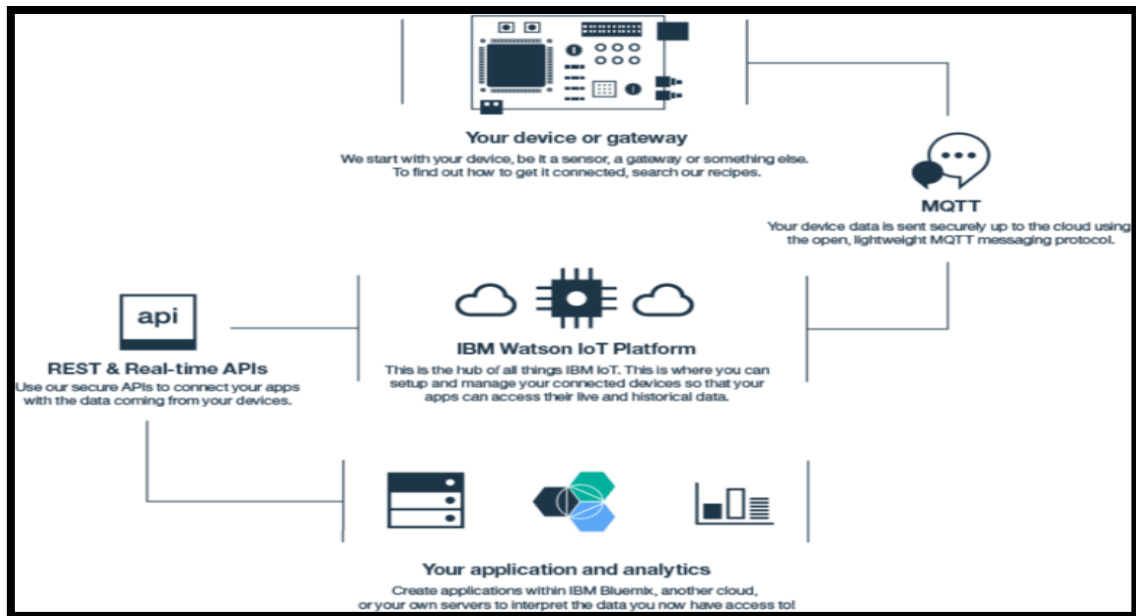 Your device or gateway
We start with your device, be it a sensor, a gateway or something else.
To find out how to get it connected, search our recipes.
MQTT
Your device data is sent securely up to the cloud using
the open, lightweight MQTT messaging protocol.
IBM Watson IoT Platform
This is the hub of all things IBM IoT. This is where you can
setup and manage your connected devices so that your
apps can access their live and historical data.
api
REST & Real-time APIs
Use our secure APIs to connect your apps
with the data coming from your devices.
Your application and analytics
Create applications within IBM Bluemix, another cloud,
or your own servers to interpret the data you now have access to!